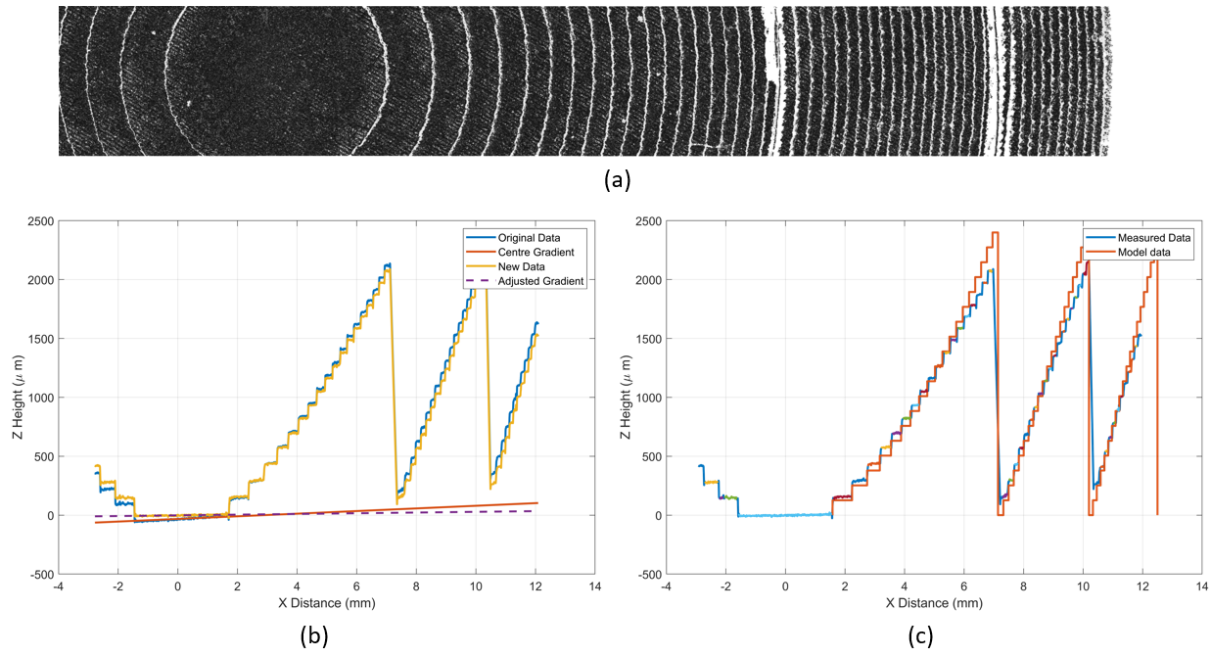 (a)
2500
2000
1500
1000
500
0
-500
Z Height (μ m)
-4 -2 0 2 4 6 8 10 12 14
X Distance (mm)
Original Data
Centre Gradient
New Data
Adjusted Gradient
(b)
2500
2000
1500
1000
500
0
-500
Z Height (μ m)
-4 -2 0 2 4 6 8 10 12 14
X Distance (mm)
Measured Data
Model data
(c)